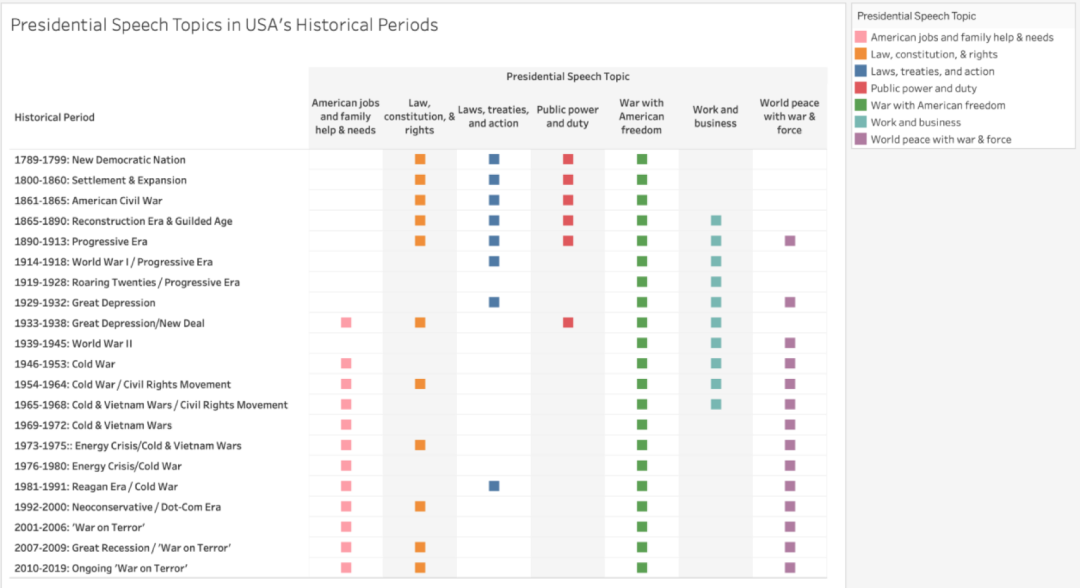 Presidential Speech Topics in USA's Historical Periods
Presidential Speech Topic
American jobs and family help & needs
Law, constitution, & rights
Laws, treaties, and action
Public power and duty
War with American freedom
Work and business
World peace with war & force
Presidential Speech Topic
Historical Period
American jobs
and family
help & needs
Law,
constitution, &
rights
Laws, treaties,
and action
Public power
and duty
War with
American
freedom
Work and
business
World peace
with war &
force
1789-1799: New Democratic Nation
1800-1860: Settlement & Expansion
1861-1865: American Civil War
1865-1890: Reconstruction Era & Guilded Age
1890-1913: Progressive Era
1914-1918: World War I / Progressive Era
1919-1928: Roaring Twenties / Progressive Era
1929-1932: Great Depression
1933-1938: Great Depression/New Deal
1939-1945: World War II
1946-1953: Cold War
1954-1964: Cold War / Civil Rights Movement
1965-1968: Cold & Vietnam Wars / Civil Rights Movement
1969-1972: Cold & Vietnam Wars
1973-1975:: Energy Crisis/Cold & Vietnam Wars
1976-1980: Energy Crisis/Cold War
1981-1991: Reagan Era / Cold War
1992-2000: Neoconservative / Dot-Com Era
2001-2006: 'War on Terror'
2007-2009: Great Recession / 'War on Terror'
2010-2019: Ongoing 'War on Terror'